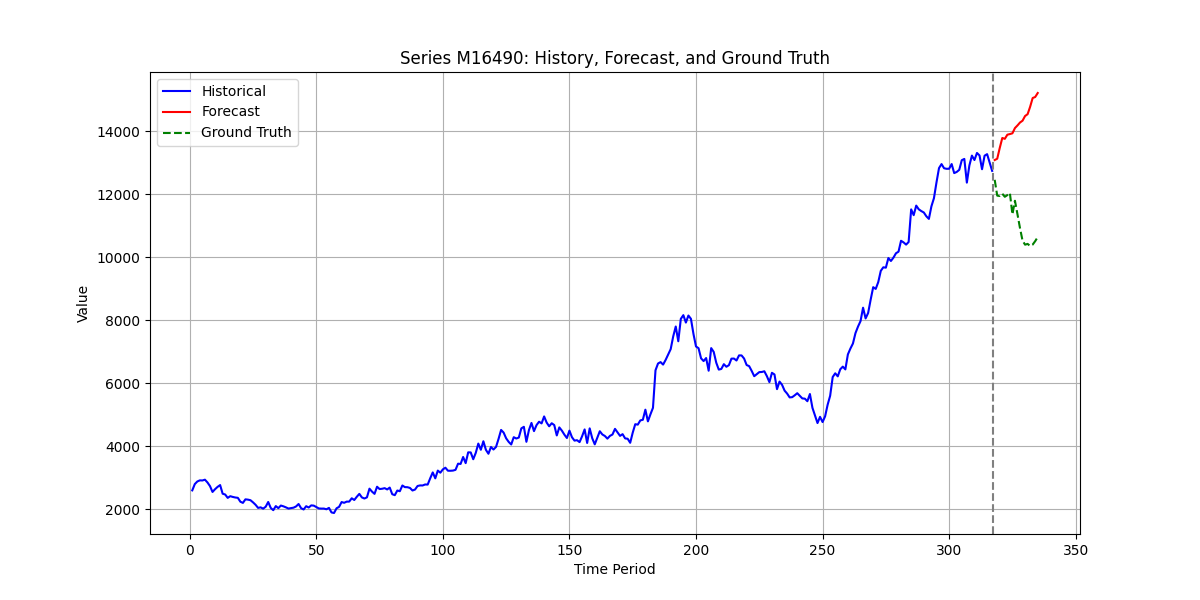 Series M16490: History, Forecast, and Ground Truth
Historical
Forecast
Ground Truth
14000
12000
10000
8000
6000
4000
2000
Value
0 50 100 150 200 250 300 350
Time Period